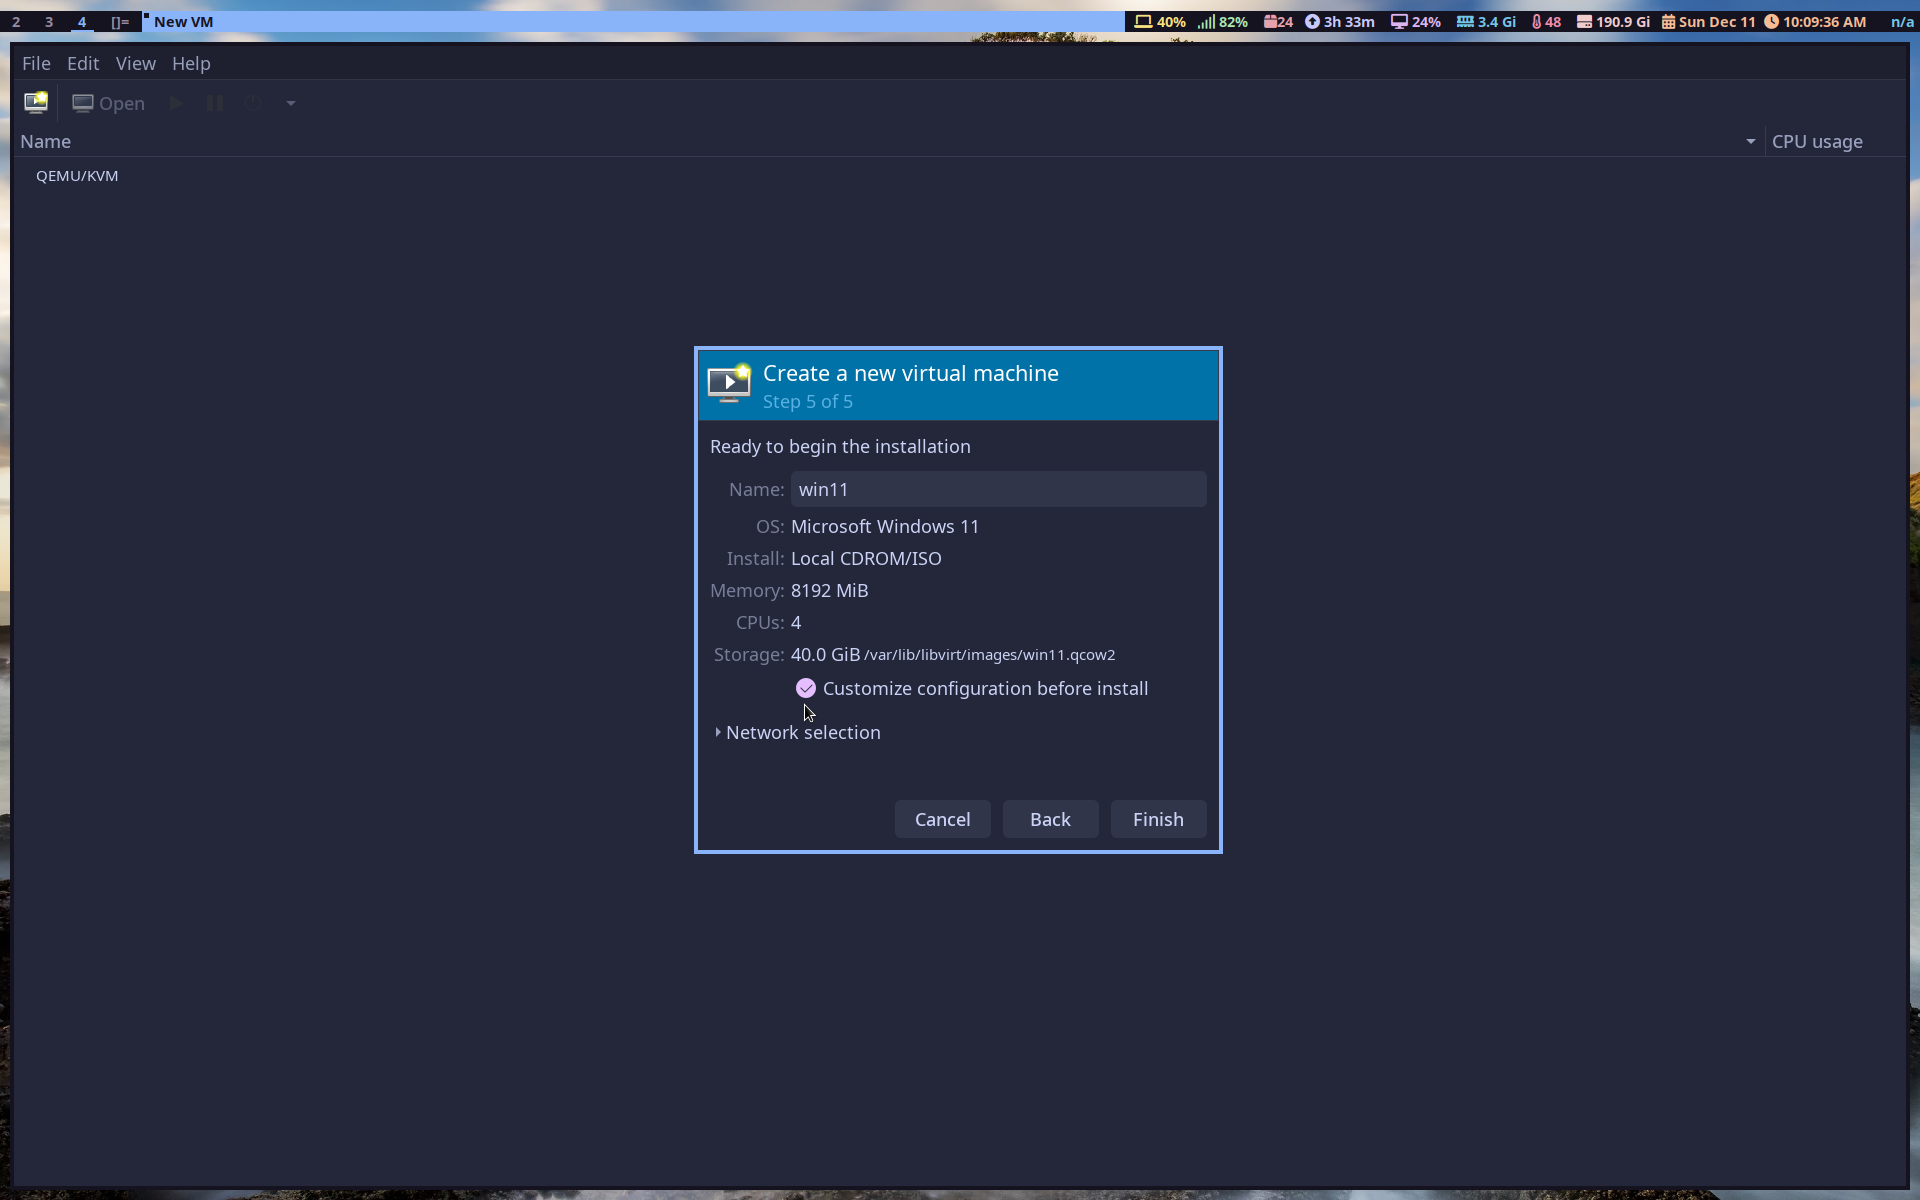 2 3 4 []= New VM 40% 82% 24 3h 33m 24% 3.4 Gi 48 190.9 Gi Sun Dec 11 10:09:36 AM n/a
File Edit View Help
Open
Name CPU usage
QEMU/KVM
Create a new virtual machine
Step 5 of 5
Ready to begin the installation
Name: win11
OS: Microsoft Windows 11
Install: Local CDROM/ISO
Memory: 8192 MiB
CPUs: 4
Storage: 40.0 GiB /var/lib/libvirt/images/win11.qcow2
Customize configuration before install
Network selection
Cancel Back Finish